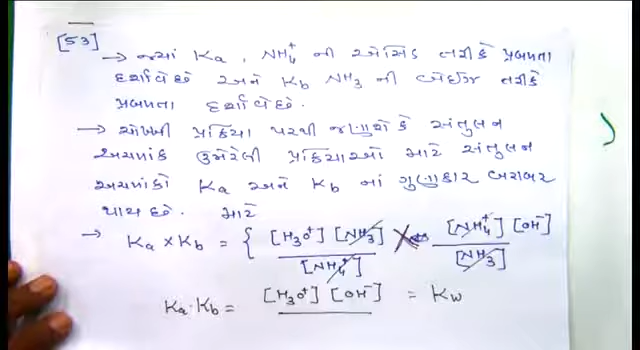 [53]
→ જ્યાં Ka, NH₄⁺ ની એસિડ તરીકે પ્રબળતા
દર્શાવે છે અને Kb NH₃ ની બેઈઝ તરીકે
પ્રબળતા દર્શાવે છે.
→ ચોખ્ખી પ્રક્રિયા પરથી જણાશે કે સંતુલન
અચળાંક ઉમેરેલી પ્રક્રિયાઓ માટે સંતુલન
અચળાંકો Ka અને Kb નાં ગુણાકાર બરાબર
થાય છે. માટે
→ Ka × Kb = { [H₃O⁺] [NH₃] / [NH₄⁺] × [NH₄⁺] [OH⁻] / [NH₃]
Ka · Kb = [H₃O⁺] [OH⁻] = Kw